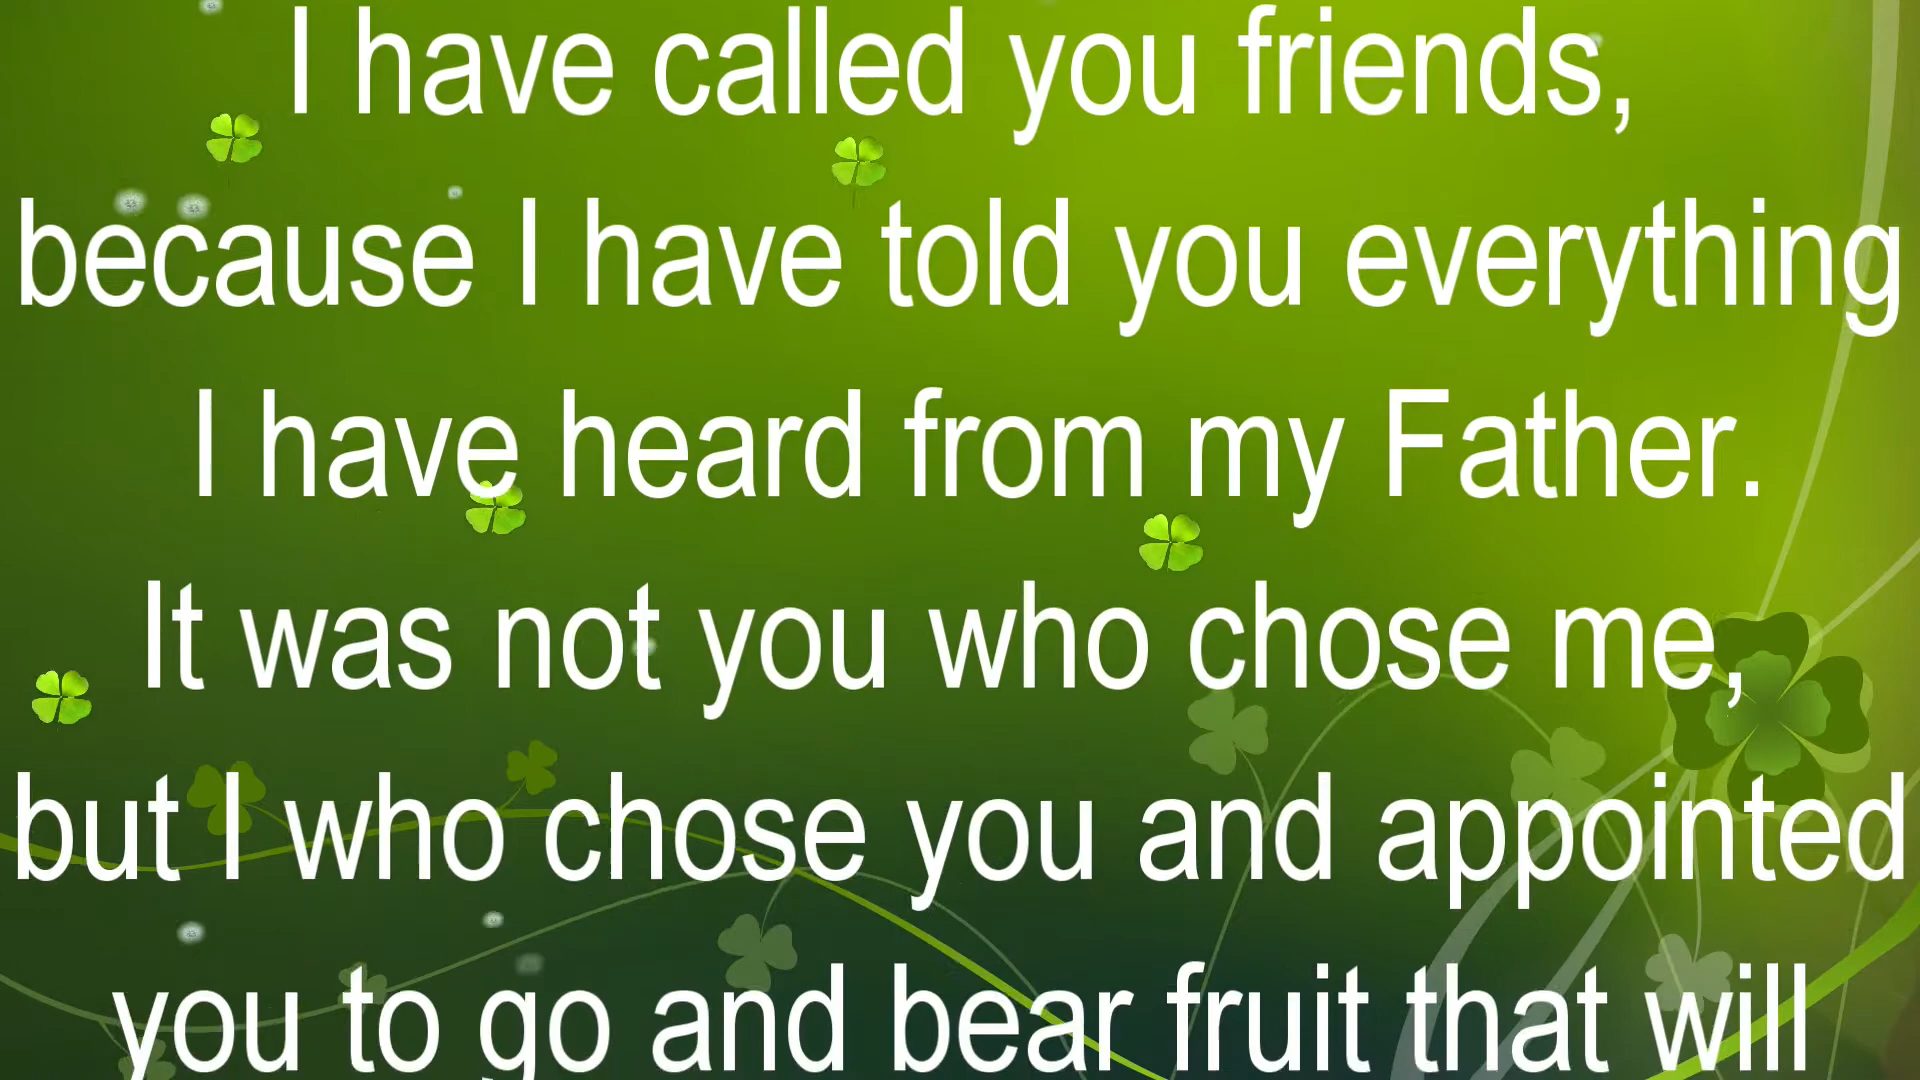 I have called you friends,
because I have told you everything
I have heard from my Father.
It was not you who chose me,
but I who chose you and appointed
you to go and bear fruit that will